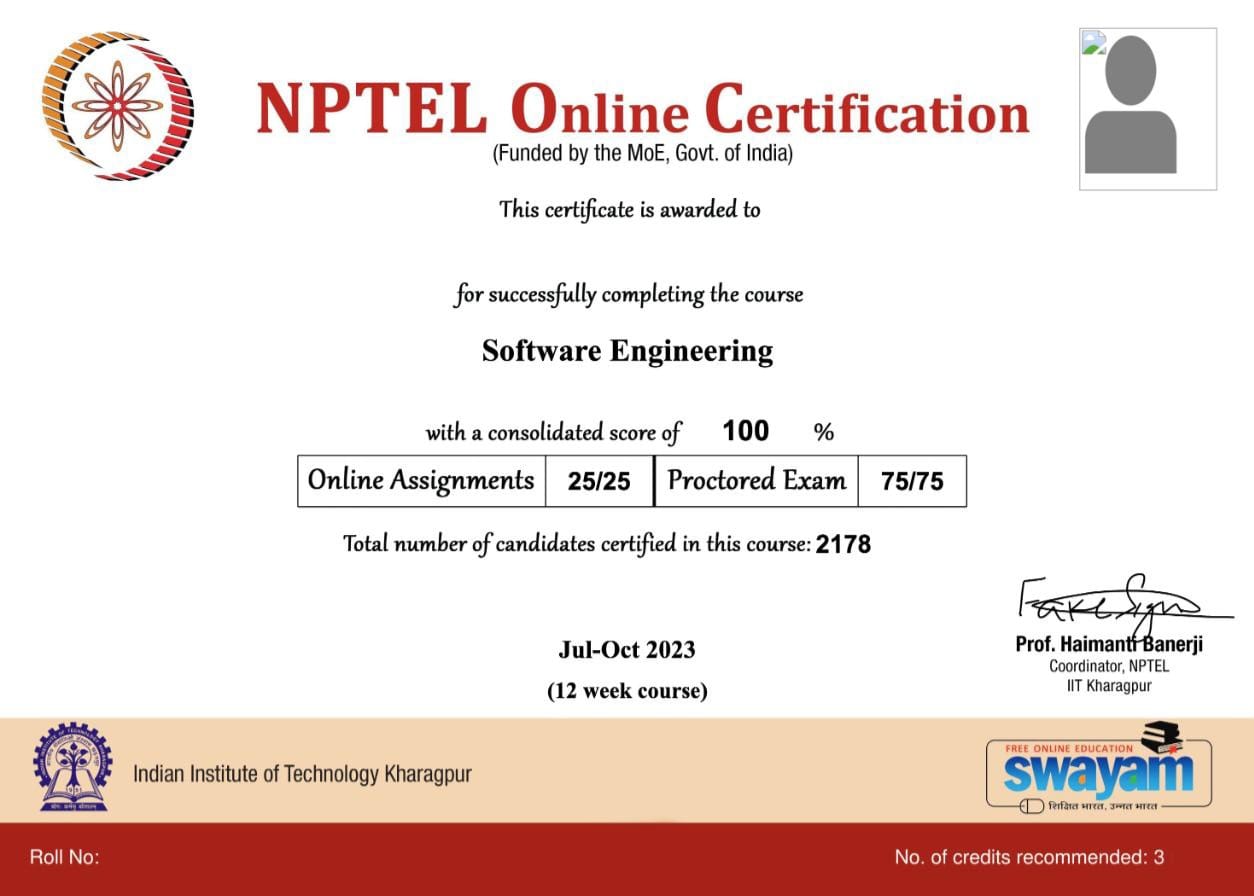 NPTEL Online Certification
(Funded by the MoE, Govt. of India)
This certificate is awarded to
for successfully completing the course
Software Engineering
with a consolidated score of 100 %
Online Assignments 25/25 Proctored Exam 75/75
Total number of candidates certified in this course: 2178
Fake Sign
Prof. Haimanti Banerji
Coordinator, NPTEL
IIT Kharagpur
Jul-Oct 2023
(12 week course)
Indian Institute of Technology Kharagpur
1951
FREE ONLINE EDUCATION
swayam
शिक्षित भारत, उन्नत भारत
Roll No:
No. of credits recommended: 3